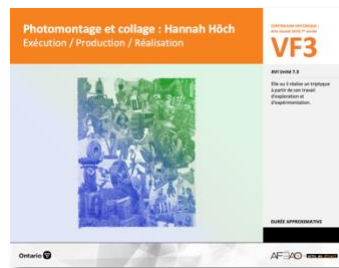 Photomontage et collage : Hannah Höch
Exécution / Production / Réalisation
VF3
AVI Unité 7.3
Elle ou il réalise un triptyque
à partir de son travail
d'exploration et
d'expérimentation.
DURÉE APPROXIMATIVE
Ontario
AFEAO